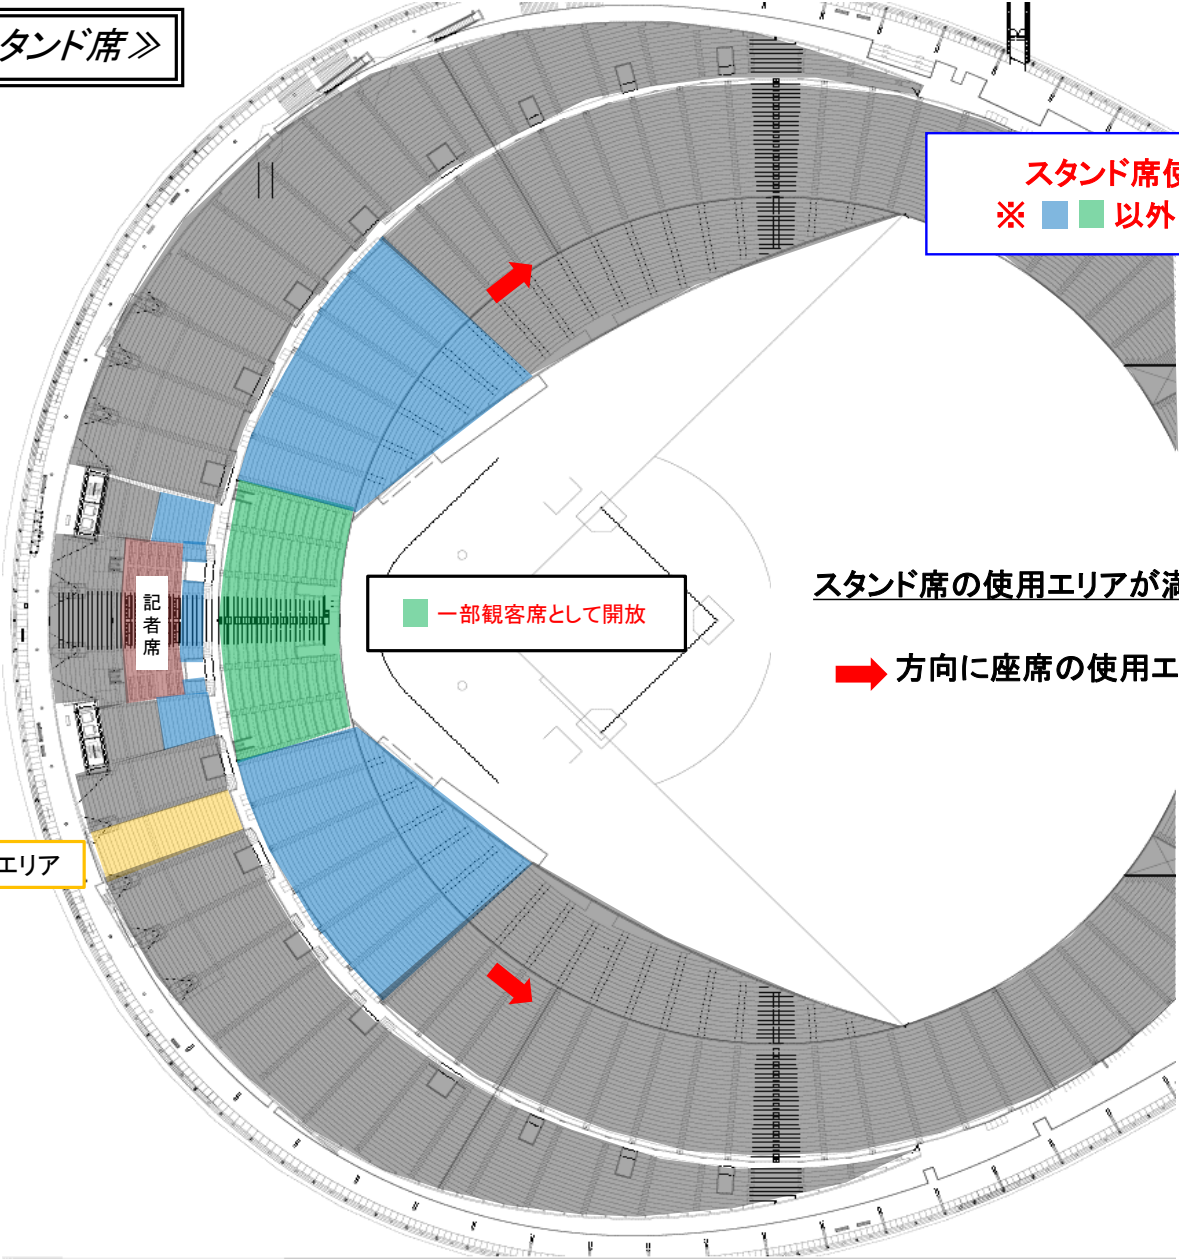 タンド席≫
スタンド席使
※ 以外
記者席
一部観客席として開放
スタンド席の使用エリアが満
方向に座席の使用エ
エリア